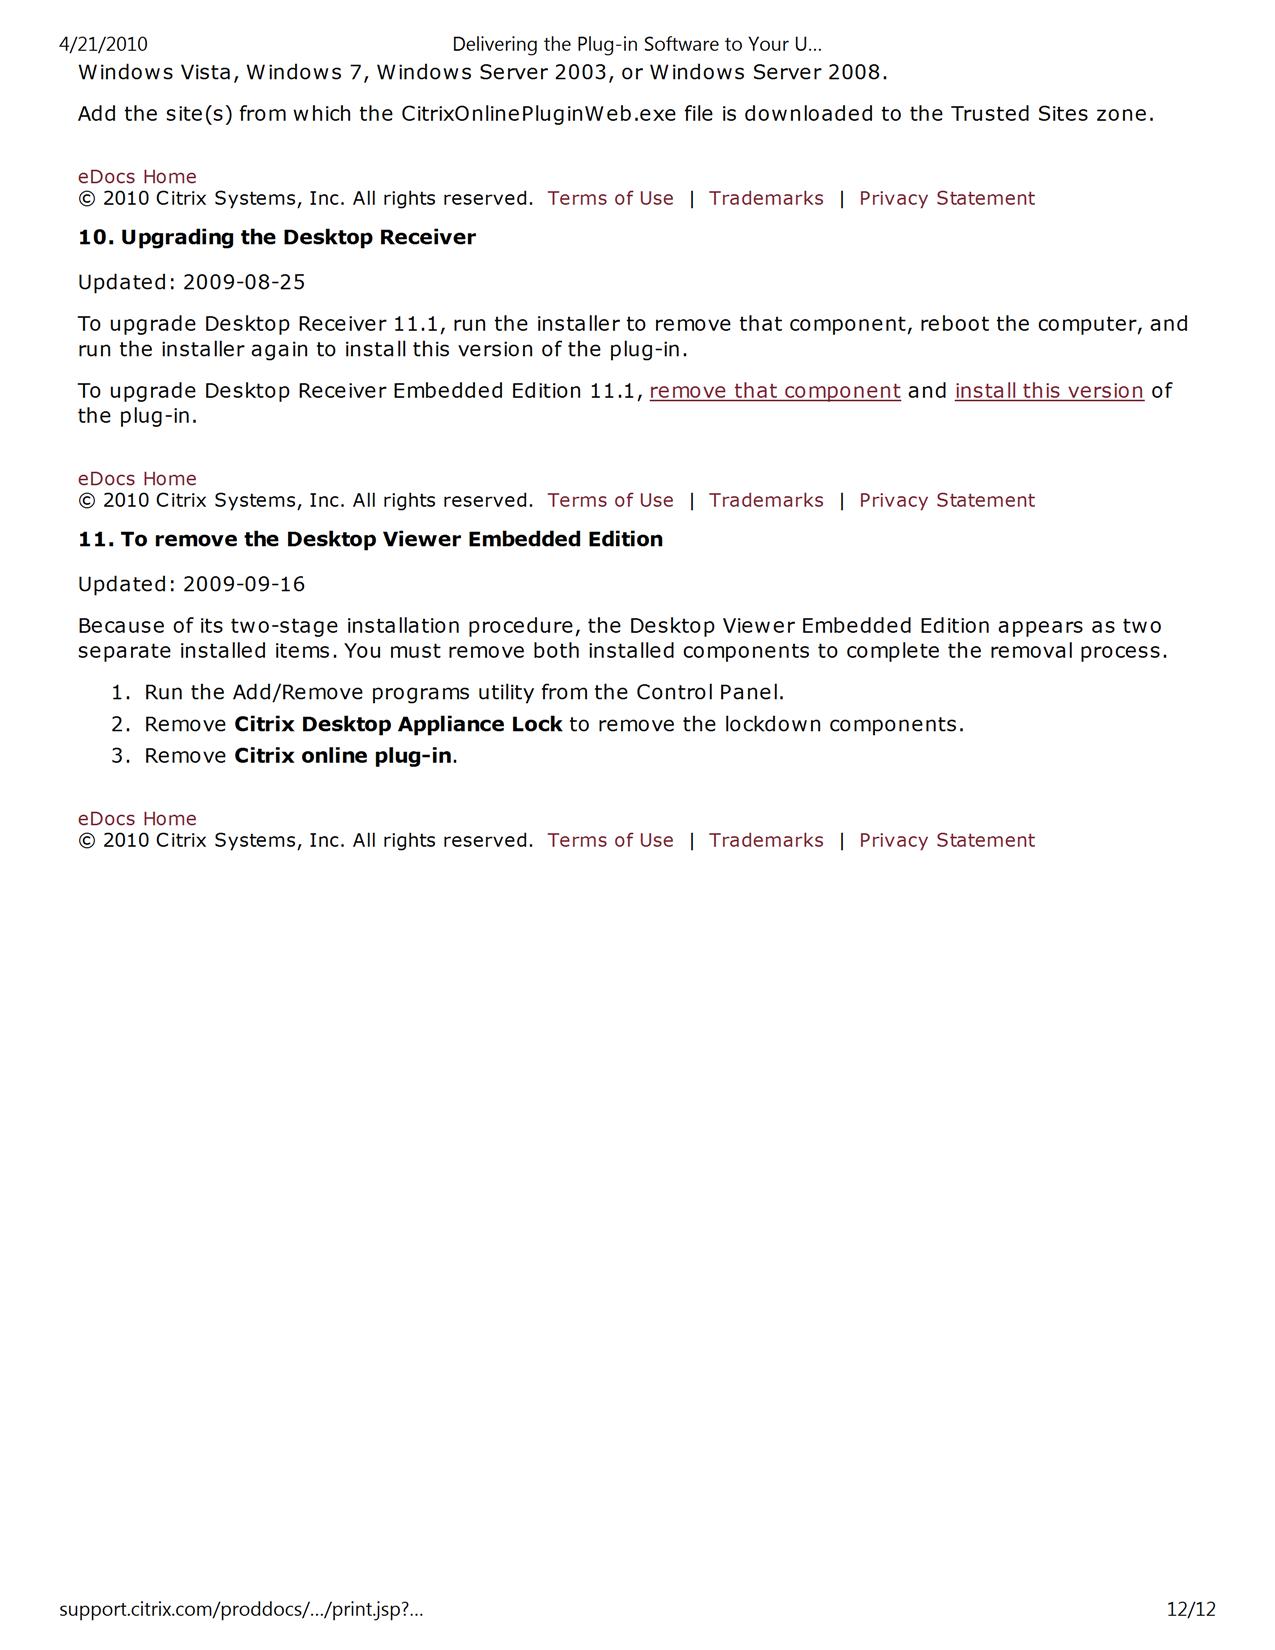 4/21/2010 Delivering the Plug-in Software to Your U...
Windows Vista, Windows 7, Windows Server 2003, or Windows Server 2008.
Add the site(s) from which the CitrixOnlinePluginWeb.exe file is downloaded to the Trusted Sites zone.
eDocs Home
© 2010 Citrix Systems, Inc. All rights reserved. Terms of Use | Trademarks | Privacy Statement
10. Upgrading the Desktop Receiver
Updated: 2009-08-25
To upgrade Desktop Receiver 11.1, run the installer to remove that component, reboot the computer, and
run the installer again to install this version of the plug-in.
To upgrade Desktop Receiver Embedded Edition 11.1, remove that component and install this version of
the plug-in.
eDocs Home
© 2010 Citrix Systems, Inc. All rights reserved. Terms of Use | Trademarks | Privacy Statement
11. To remove the Desktop Viewer Embedded Edition
Updated: 2009-09-16
Because of its two-stage installation procedure, the Desktop Viewer Embedded Edition appears as two
separate installed items. You must remove both installed components to complete the removal process.
1. Run the Add/Remove programs utility from the Control Panel.
2. Remove Citrix Desktop Appliance Lock to remove the lockdown components.
3. Remove Citrix online plug-in.
eDocs Home
© 2010 Citrix Systems, Inc. All rights reserved. Terms of Use | Trademarks | Privacy Statement
support.citrix.com/proddocs/.../print.jsp?... 12/12